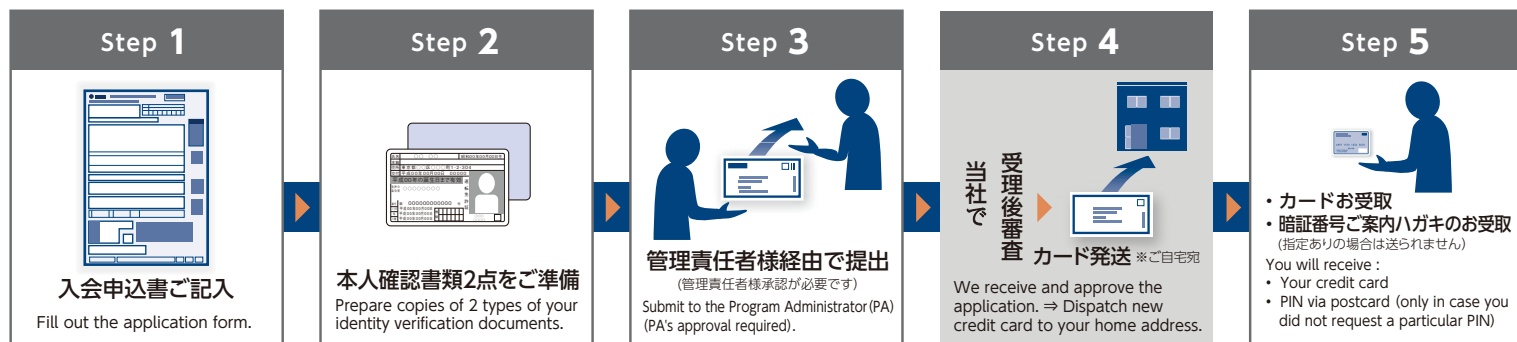 Step 1
入会申込書ご記入
Fill out the application form.
Step 2
本人確認書類2点をご準備
Prepare copies of 2 types of your
identity verification documents.
Step 3
管理責任者様経由で提出
(管理責任者様承認が必要です)
Submit to the Program Administrator(PA)
(PA's approval required).
Step 4
当社で
受理後審査
カード発送 ※ご自宅宛
We receive and approve the
application. ⇒ Dispatch new
credit card to your home address.
Step 5
・カードお受取
・暗証番号ご案内ハガキのお受取
(指定ありの場合は送られません)
You will receive :
• Your credit card
• PIN via postcard (only in case you
did not request a particular PIN)